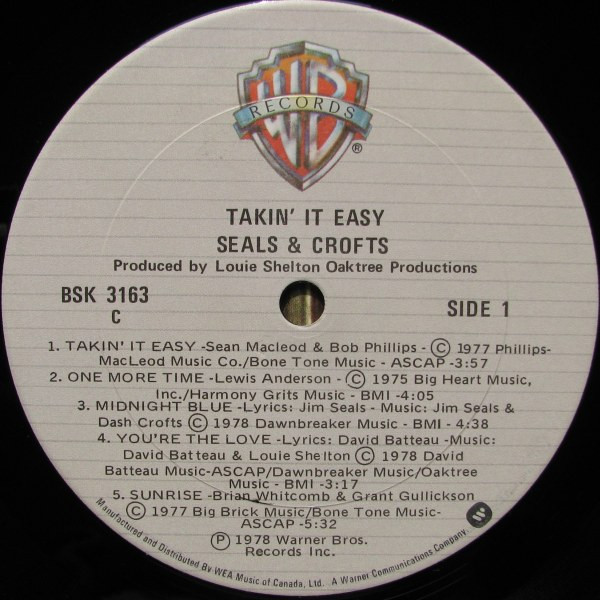 WB
RECORDS
®
TAKIN' IT EASY
SEALS & CROFTS
Produced by Louie Shelton Oaktree Productions
BSK 3163
C
SIDE 1
1. TAKIN' IT EASY -Sean Macleod & Bob Phillips - © 1977 Phillips-
MacLeod Music Co./Bone Tone Music - ASCAP -3:57
2. ONE MORE TIME -Lewis Anderson - © 1975 Big Heart Music,
Inc./Harmony Grits Music - BMI -4:05
3. MIDNIGHT BLUE -Lyrics: Jim Seals - Music: Jim Seals &
Dash Crofts © 1978 Dawnbreaker Music - BMI - 4:38
4. YOU'RE THE LOVE -Lyrics: David Batteau -Music:
David Batteau & Louie Shelton © 1978 David
Batteau Music-ASCAP/Dawnbreaker Music/Oaktree
Music - BMI -3:17
5. SUNRISE -Brian Whitcomb & Grant Gullickson
© 1977 Big Brick Music/Bone Tone Music-
ASCAP -5:32
℗ 1978 Warner Bros.
Records Inc.
Manufactured and Distributed By WEA Music of Canada, Ltd. A Warner Communications Company.